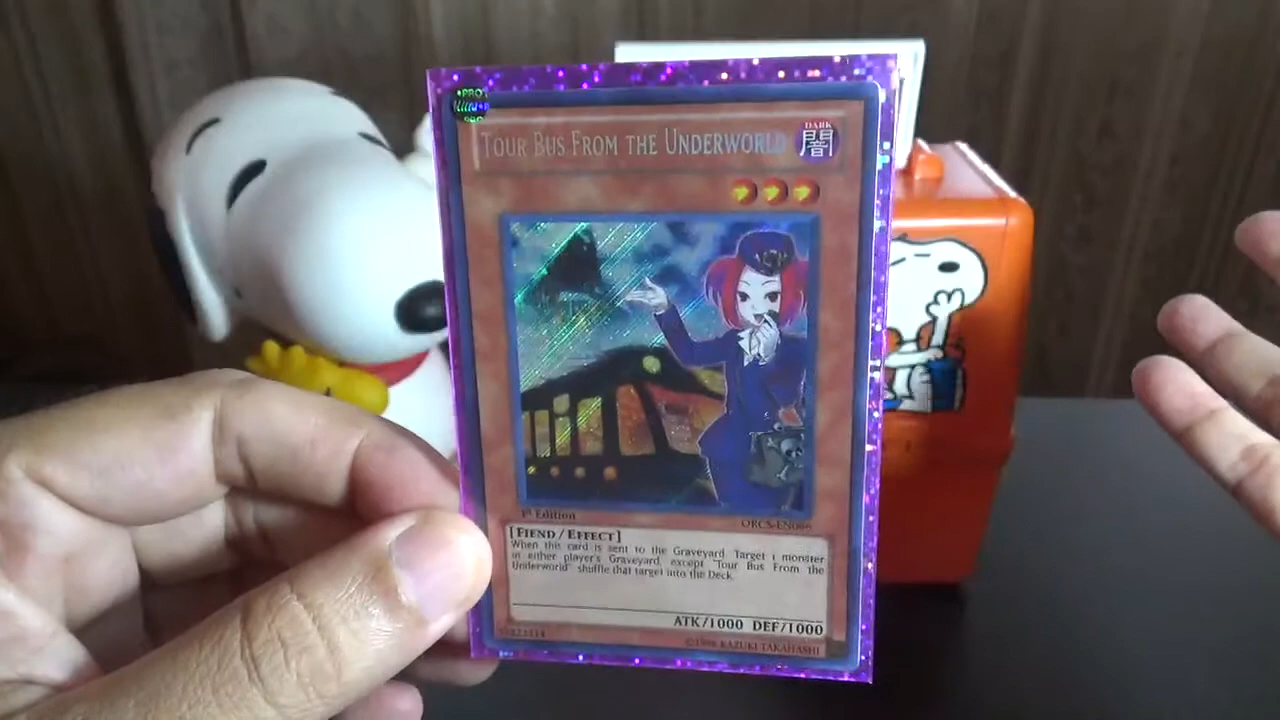 •PRO•
TOUR BUS FROM THE UNDERWORLD
DARK
闇
1st Edition
[FIEND/EFFECT]
When this card is sent to the Graveyard Target 1 monster
in either player's Graveyard, except "Tour Bus From the
Underworld" shuffle that target into the Deck.
ATK/1000 DEF/1000
©1996 KAZUKI TAKAHASHI